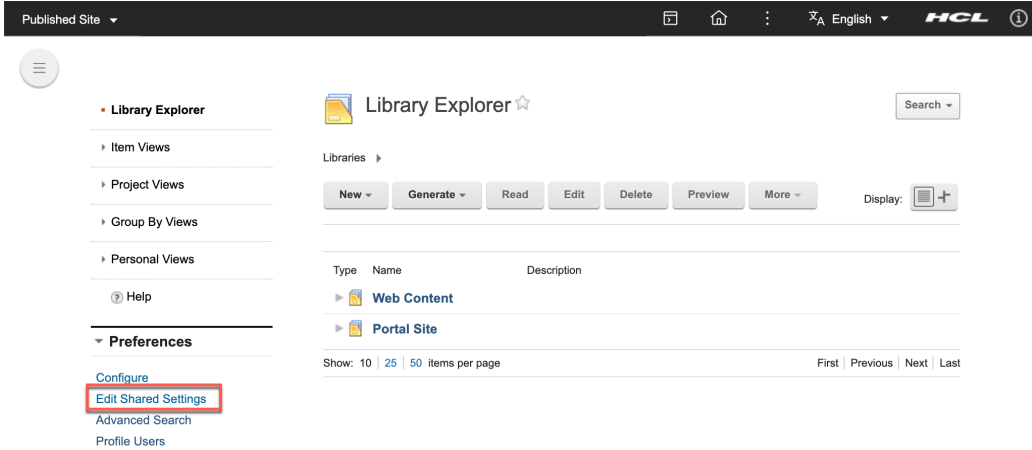 Published Site
English
HCL
Library Explorer
Item Views
Project Views
Group By Views
Personal Views
Help
Preferences
Configure
Edit Shared Settings
Advanced Search
Profile Users
Library Explorer
Search
Libraries
New Generate Read Edit Delete Preview More Display:
Type Name Description
Web Content
Portal Site
Show: 10 | 25 | 50 items per page First | Previous | Next | Last